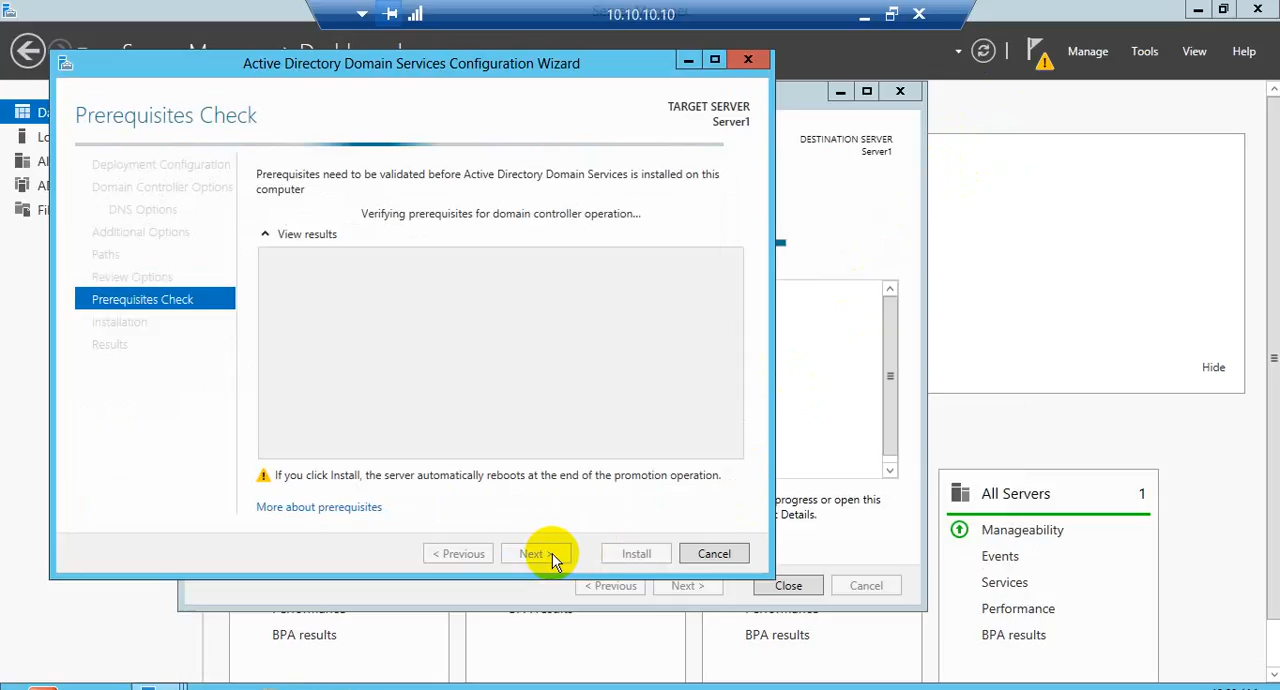 10.10.10.10
Manage
Tools
View
Help
Active Directory Domain Services Configuration Wizard
Prerequisites Check
TARGET SERVER
Server1
DESTINATION SERVER
Server1
Deployment Configuration
Domain Controller Options
DNS Options
Additional Options
Paths
Review Options
Prerequisites Check
Installation
Results
Prerequisites need to be validated before Active Directory Domain Services is installed on this
computer
Verifying prerequisites for domain controller operation...
View results
If you click Install, the server automatically reboots at the end of the promotion operation.
More about prerequisites
< Previous
Next >
Install
Cancel
progress or open this
Details.
< Previous
Next >
Close
Cancel
Hide
All Servers
1
Manageability
Events
Services
Performance
BPA results
BPA results
BPA results